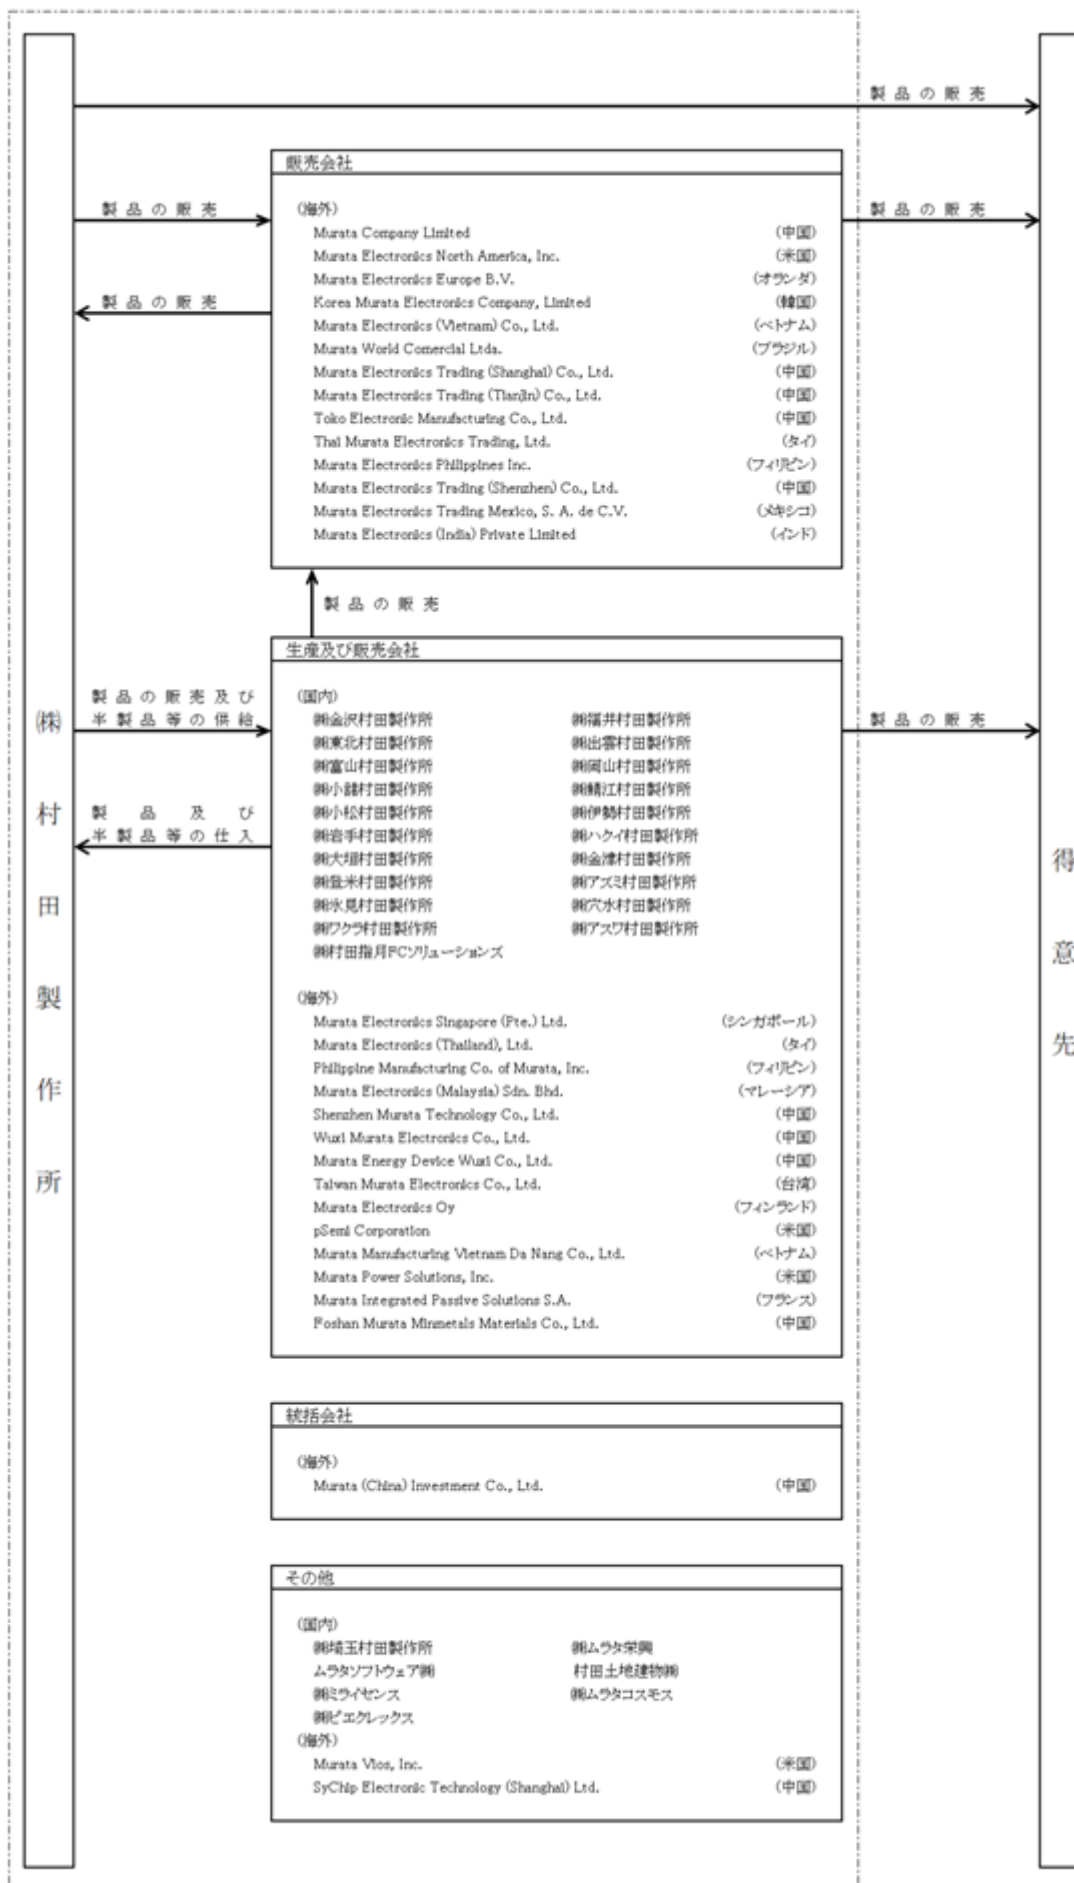 製品の販売
販売会社
(海外)
製品の販売
製品の販売
Murata Company Limited (中国)
Murata Electronics North America, Inc. (米国)
Murata Electronics Europe B.V. (オランダ)
製品の販売
Korea Murata Electronics Company, Limited (韓国)
Murata Electronics (Vietnam) Co., Ltd. (ベトナム)
Murata World Comercial Ltda. (ブラジル)
Murata Electronics Trading (Shanghai) Co., Ltd. (中国)
Murata Electronics Trading (Tianjin) Co., Ltd. (中国)
Toko Electronic Manufacturing Co., Ltd. (中国)
Thai Murata Electronics Trading, Ltd. (タイ)
Murata Electronics Philippines Inc. (フィリピン)
Murata Electronics Trading (Shenzhen) Co., Ltd. (中国)
Murata Electronics Trading Mexico, S. A. de C.V. (メキシコ)
Murata Electronics (India) Private Limited (インド)
製品の販売
生産及び販売会社
(国内)
製品の販売及び
半製品等の供給
製品の販売
製品及び
半製品等の仕入
㈱金沢村田製作所 ㈱福井村田製作所
㈱東北村田製作所 ㈱出雲村田製作所
㈱富山村田製作所 ㈱岡山村田製作所
㈱小諸村田製作所 ㈱鯖江村田製作所
㈱小松村田製作所 ㈱伊勢村田製作所
㈱岩手村田製作所 ㈱ハクイ村田製作所
㈱大垣村田製作所 ㈱金津村田製作所
㈱登米村田製作所 ㈱アズミ村田製作所
㈱氷見村田製作所 ㈱穴水村田製作所
㈱ワクラ村田製作所 ㈱アスワ村田製作所
㈱村田指月FCソリューションズ
(海外)
Murata Electronics Singapore (Pte.) Ltd. (シンガポール)
Murata Electronics (Thailand), Ltd. (タイ)
Philippine Manufacturing Co. of Murata, Inc. (フィリピン)
Murata Electronics (Malaysia) Sdn. Bhd. (マレーシア)
Shenzhen Murata Technology Co., Ltd. (中国)
Wuxi Murata Electronics Co., Ltd. (中国)
Murata Energy Device Wuxi Co., Ltd. (中国)
Taiwan Murata Electronics Co., Ltd. (台湾)
Murata Electronics Oy (フィンランド)
pSemi Corporation (米国)
Murata Manufacturing Vietnam Da Nang Co., Ltd. (ベトナム)
Murata Power Solutions, Inc. (米国)
Murata Integrated Passive Solutions S.A. (フランス)
Foshan Murata Minmetals Materials Co., Ltd. (中国)
統括会社
(海外)
Murata (China) Investment Co., Ltd. (中国)
その他
(国内)
㈱埼玉村田製作所 ㈱ムラタ栄興
ムラタソフトウェア㈱ 村田土地建物㈱
㈱ミライセンス ㈱ムラタコスモス
㈱ピエクレックス
(海外)
Murata Vios, Inc. (米国)
SyChip Electronic Technology (Shanghai) Ltd. (中国)
㈱村田製作所
得意先